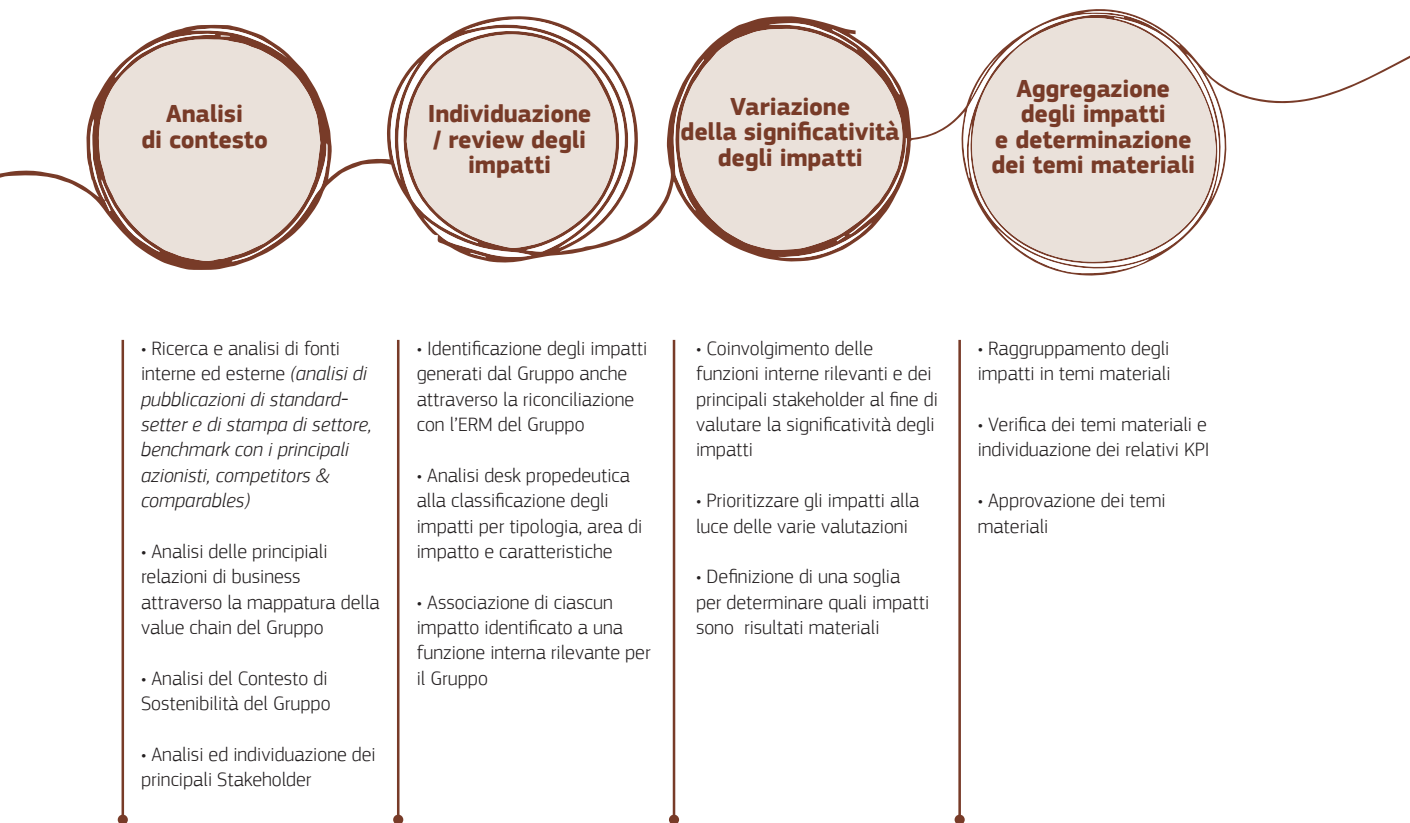 Analisi
di contesto
Individuazione
/ review degli
impatti
Variazione
della significatività
degli impatti
Aggregazione
degli impatti
e determinazione
dei temi materiali
• Ricerca e analisi di fonti
interne ed esterne (analisi di
pubblicazioni di standard-
setter e di stampa di settore,
benchmark con i principali
azionisti, competitors &
comparables)
• Analisi delle principiali
relazioni di business
attraverso la mappatura della
value chain del Gruppo
• Analisi del Contesto di
Sostenibilità del Gruppo
• Analisi ed individuazione dei
principali Stakeholder
• Identificazione degli impatti
generati dal Gruppo anche
attraverso la riconciliazione
con l’ERM del Gruppo
• Analisi desk propedeutica
alla classificazione degli
impatti per tipologia, area di
impatto e caratteristiche
• Associazione di ciascun
impatto identificato a una
funzione interna rilevante per
il Gruppo
• Coinvolgimento delle
funzioni interne rilevanti e dei
principali stakeholder al fine di
valutare la significatività degli
impatti
• Prioritizzare gli impatti alla
luce delle varie valutazioni
• Definizione di una soglia
per determinare quali impatti
sono risultati materiali
• Raggruppamento degli
impatti in temi materiali
• Verifica dei temi materiali e
individuazione dei relativi KPI
• Approvazione dei temi
materiali